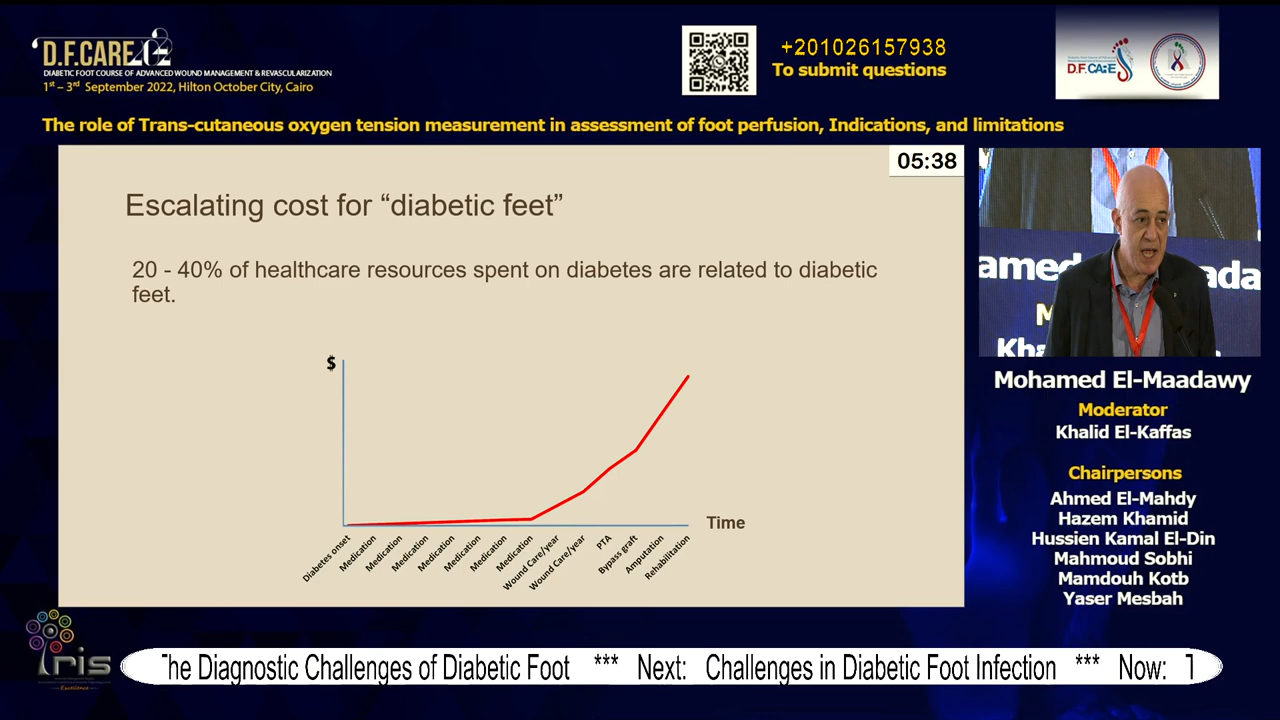 D.F.CARE
DIABETIC FOOT COURSE OF ADVANCED WOUND MANAGEMENT & REVASCULARIZATION
1st – 3rd September 2022, Hilton October City, Cairo
+201026157938
To submit questions
D.F.CARE
The role of Trans-cutaneous oxygen tension measurement in assessment of foot perfusion, Indications, and limitations
05:38
Escalating cost for “diabetic feet”
20 - 40% of healthcare resources spent on diabetes are related to diabetic
feet.
$
Time
Diabetes onset
Medication
Medication
Medication
Medication
Medication
Medication
Medication
Wound Care/year
Wound Care/year
PTA
Bypass graft
Amputation
Rehabilitation
Mohamed El-Maadawy
Moderator
Khalid El-Kaffas
Chairpersons
Ahmed El-Mahdy
Hazem Khamid
Hussien Kamal El-Din
Mahmoud Sobhi
Mamdouh Kotb
Yaser Mesbah
Iris
Excellence
The Diagnostic Challenges of Diabetic Foot *** Next: Challenges in Diabetic Foot Infection *** Now: T